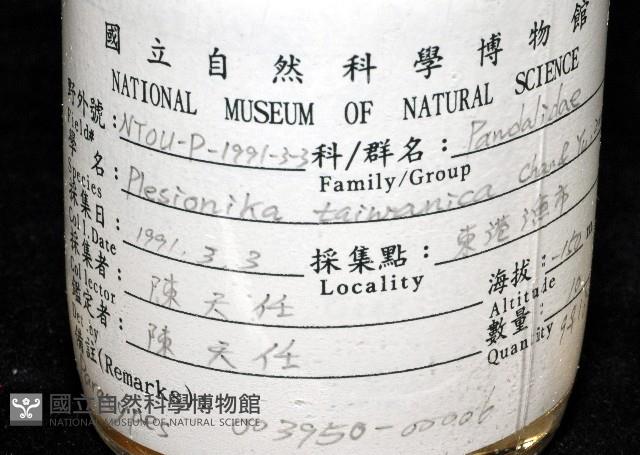 國立自然科學博物館
NATIONAL MUSEUM OF NATURAL SCIENCE
野外號：NTOU-P-1991-3-3 科/群名：Pandalidae
Field# Family/Group
學名：Plesionika taiwanica Chan & Yu
Species
採集日：1991. 3. 3 採集點：東港漁市
Coll.Date Locality
採集者：陳天任 海拔：-150 m
Collector Altitude
鑑定者：陳天任 數量：
Det.by Quantity
備註(Remarks)
003950-00006
國立自然科學博物館
NATIONAL MUSEUM OF NATURAL SCIENCE